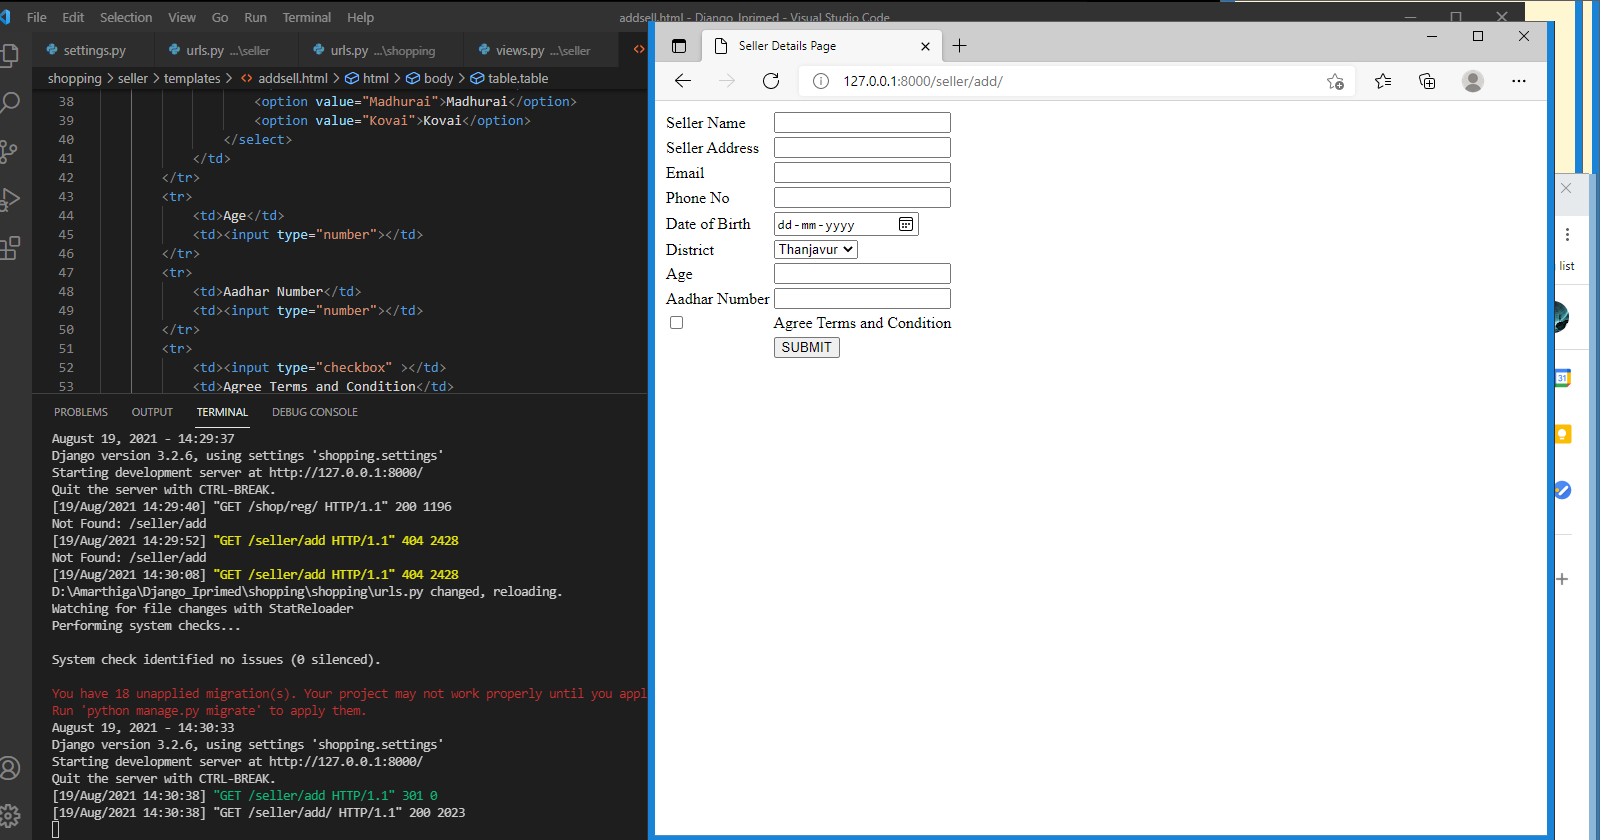 File Edit Selection View Go Run Terminal Help
addsell.html - Django_Iprimed - Visual Studio Code
settings.py
urls.py ...\seller
urls.py ...\shopping
views.py ...\seller
shopping > seller > templates > <> addsell.html > html > body > table.table
38 <option value="Madhurai">Madhurai</option>
39 <option value="Kovai">Kovai</option>
40 </select>
41 </td>
42 </tr>
43 <tr>
44 <td>Age</td>
45 <td><input type="number"></td>
46 </tr>
47 <tr>
48 <td>Aadhar Number</td>
49 <td><input type="number"></td>
50 </tr>
51 <tr>
52 <td><input type="checkbox" ></td>
53 <td>Agree Terms and Condition</td>
PROBLEMS OUTPUT TERMINAL DEBUG CONSOLE
August 19, 2021 - 14:29:37
Django version 3.2.6, using settings 'shopping.settings'
Starting development server at http://127.0.0.1:8000/
Quit the server with CTRL-BREAK.
[19/Aug/2021 14:29:40] "GET /shop/reg/ HTTP/1.1" 200 1196
Not Found: /seller/add
[19/Aug/2021 14:29:52] "GET /seller/add HTTP/1.1" 404 2428
Not Found: /seller/add
[19/Aug/2021 14:30:08] "GET /seller/add HTTP/1.1" 404 2428
D:\Amarthiga\Django_Iprimed\shopping\shopping\urls.py changed, reloading.
Watching for file changes with StatReloader
Performing system checks...
System check identified no issues (0 silenced).
You have 18 unapplied migration(s). Your project may not work properly until you appl
Run 'python manage.py migrate' to apply them.
August 19, 2021 - 14:30:33
Django version 3.2.6, using settings 'shopping.settings'
Starting development server at http://127.0.0.1:8000/
Quit the server with CTRL-BREAK.
[19/Aug/2021 14:30:38] "GET /seller/add HTTP/1.1" 301 0
[19/Aug/2021 14:30:38] "GET /seller/add/ HTTP/1.1" 200 2023
Seller Details Page
127.0.0.1:8000/seller/add/
Seller Name
Seller Address
Email
Phone No
Date of Birth dd-mm-yyyy
District Thanjavur
Age
Aadhar Number
Agree Terms and Condition
SUBMIT
list
31